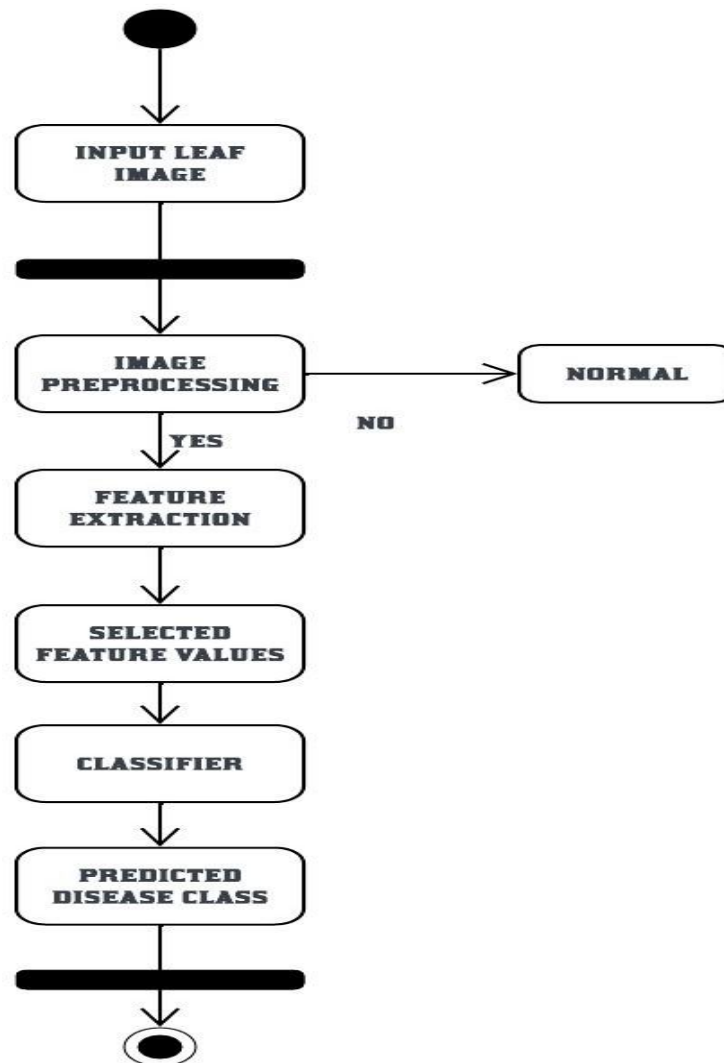 INPUT LEAF
IMAGE
IMAGE
PREPROCESSING
NORMAL
NO
YES
FEATURE
EXTRACTION
SELECTED
FEATURE VALUES
CLASSIFIER
PREDICTED
DISEASE CLASS